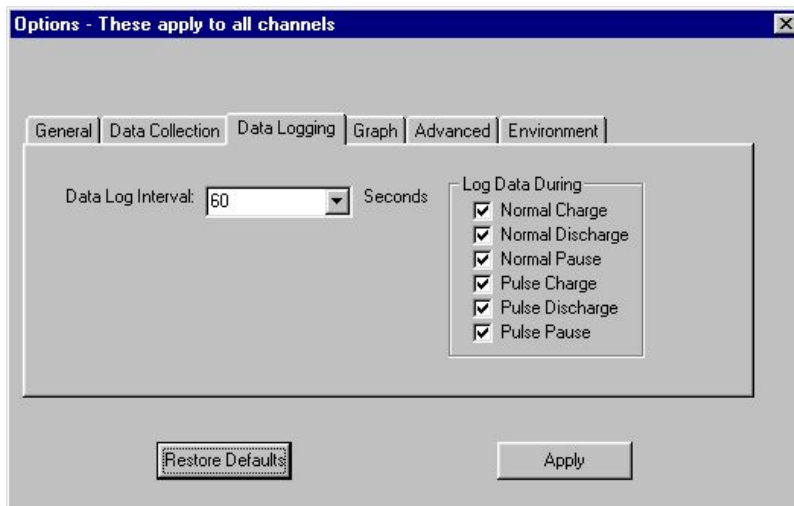 Options - These apply to all channels
General Data Collection Data Logging Graph Advanced Environment
Data Log Interval: 60 Seconds
Log Data During
Normal Charge
Normal Discharge
Normal Pause
Pulse Charge
Pulse Discharge
Pulse Pause
Restore Defaults Apply